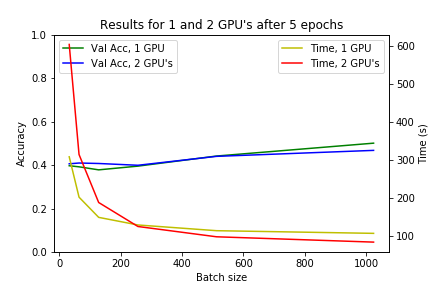 Results for 1 and 2 GPU's after 5 epochs
Val Acc, 1 GPU
Val Acc, 2 GPU's
Time, 1 GPU
Time, 2 GPU's
1.0
0.8
0.6
0.4
0.2
0.0
Accuracy
600
500
400
300
200
100
Time (s)
0
200
400
600
800
1000
Batch size